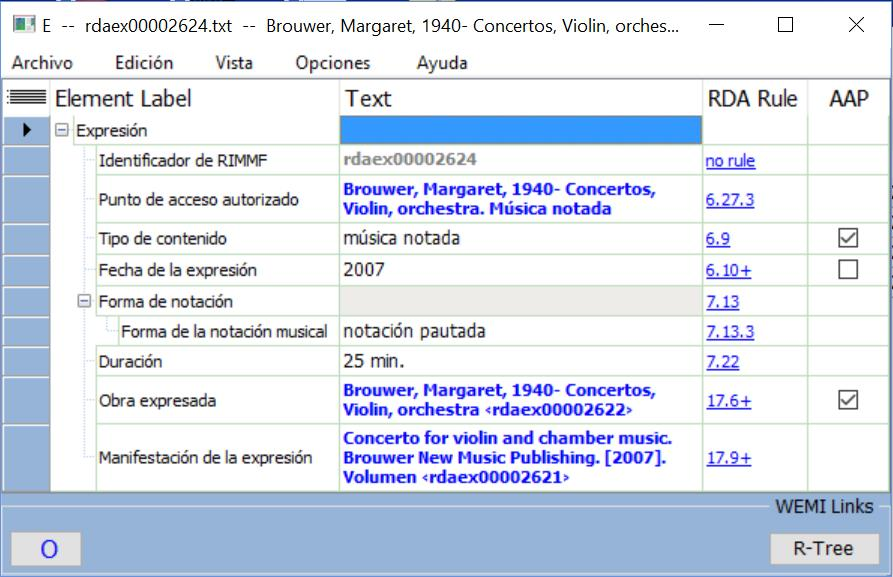 E -- rdaex00002624.txt -- Brouwer, Margaret, 1940- Concertos, Violin, orches...
Archivo Edición Vista Opciones Ayuda
Element Label Text RDA Rule AAP
Expresión
Identificador de RIMMF rdaex00002624 no rule
Punto de acceso autorizado Brouwer, Margaret, 1940- Concertos,
Violin, orchestra. Música notada 6.27.3
Tipo de contenido música notada 6.9
Fecha de la expresión 2007 6.10+
Forma de notación 7.13
Forma de la notación musical notación pautada 7.13.3
Duración 25 min. 7.22
Obra expresada Brouwer, Margaret, 1940- Concertos,
Violin, orchestra <rdaex00002622> 17.6+
Manifestación de la expresión Concerto for violin and chamber music.
Brouwer New Music Publishing. [2007]. 17.9+
Volumen <rdaex00002621>
WEMI Links
O R-Tree